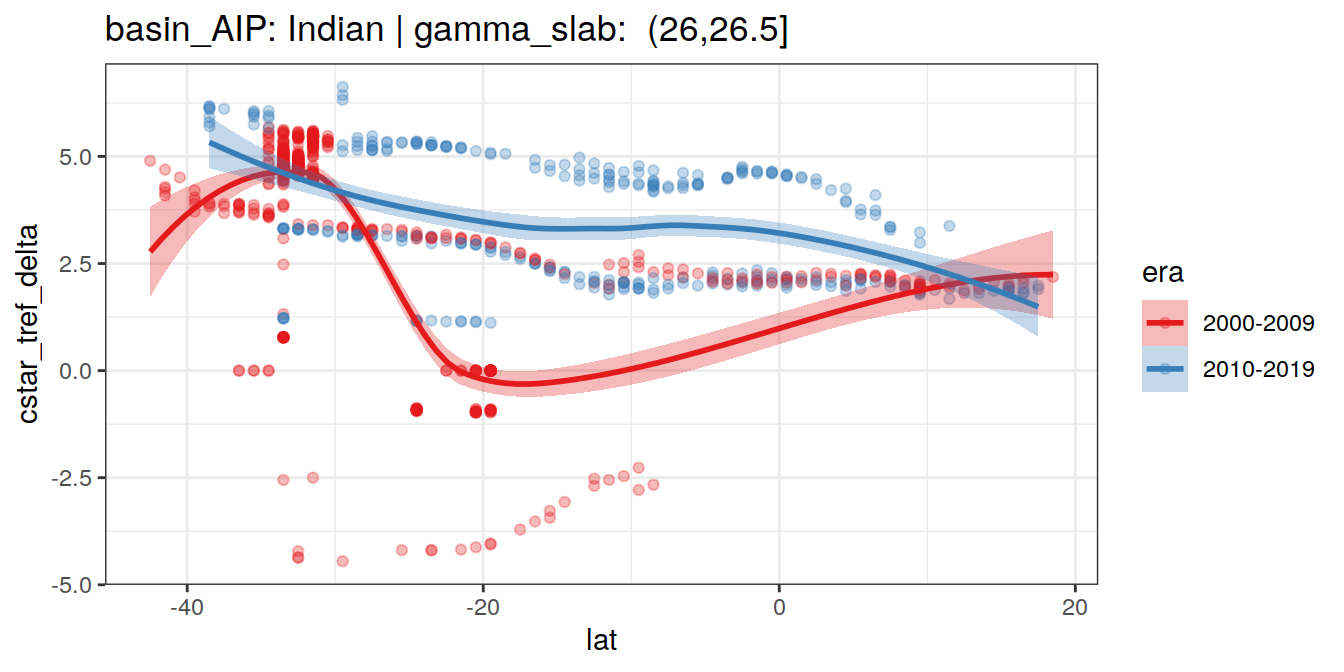 basin_AIP: Indian | gamma_slab:  (26,26.5]
cstar_tref_delta
5.0
2.5
0.0
-2.5
-5.0
-40
-20
0
20
lat
era
2000-2009
2010-2019